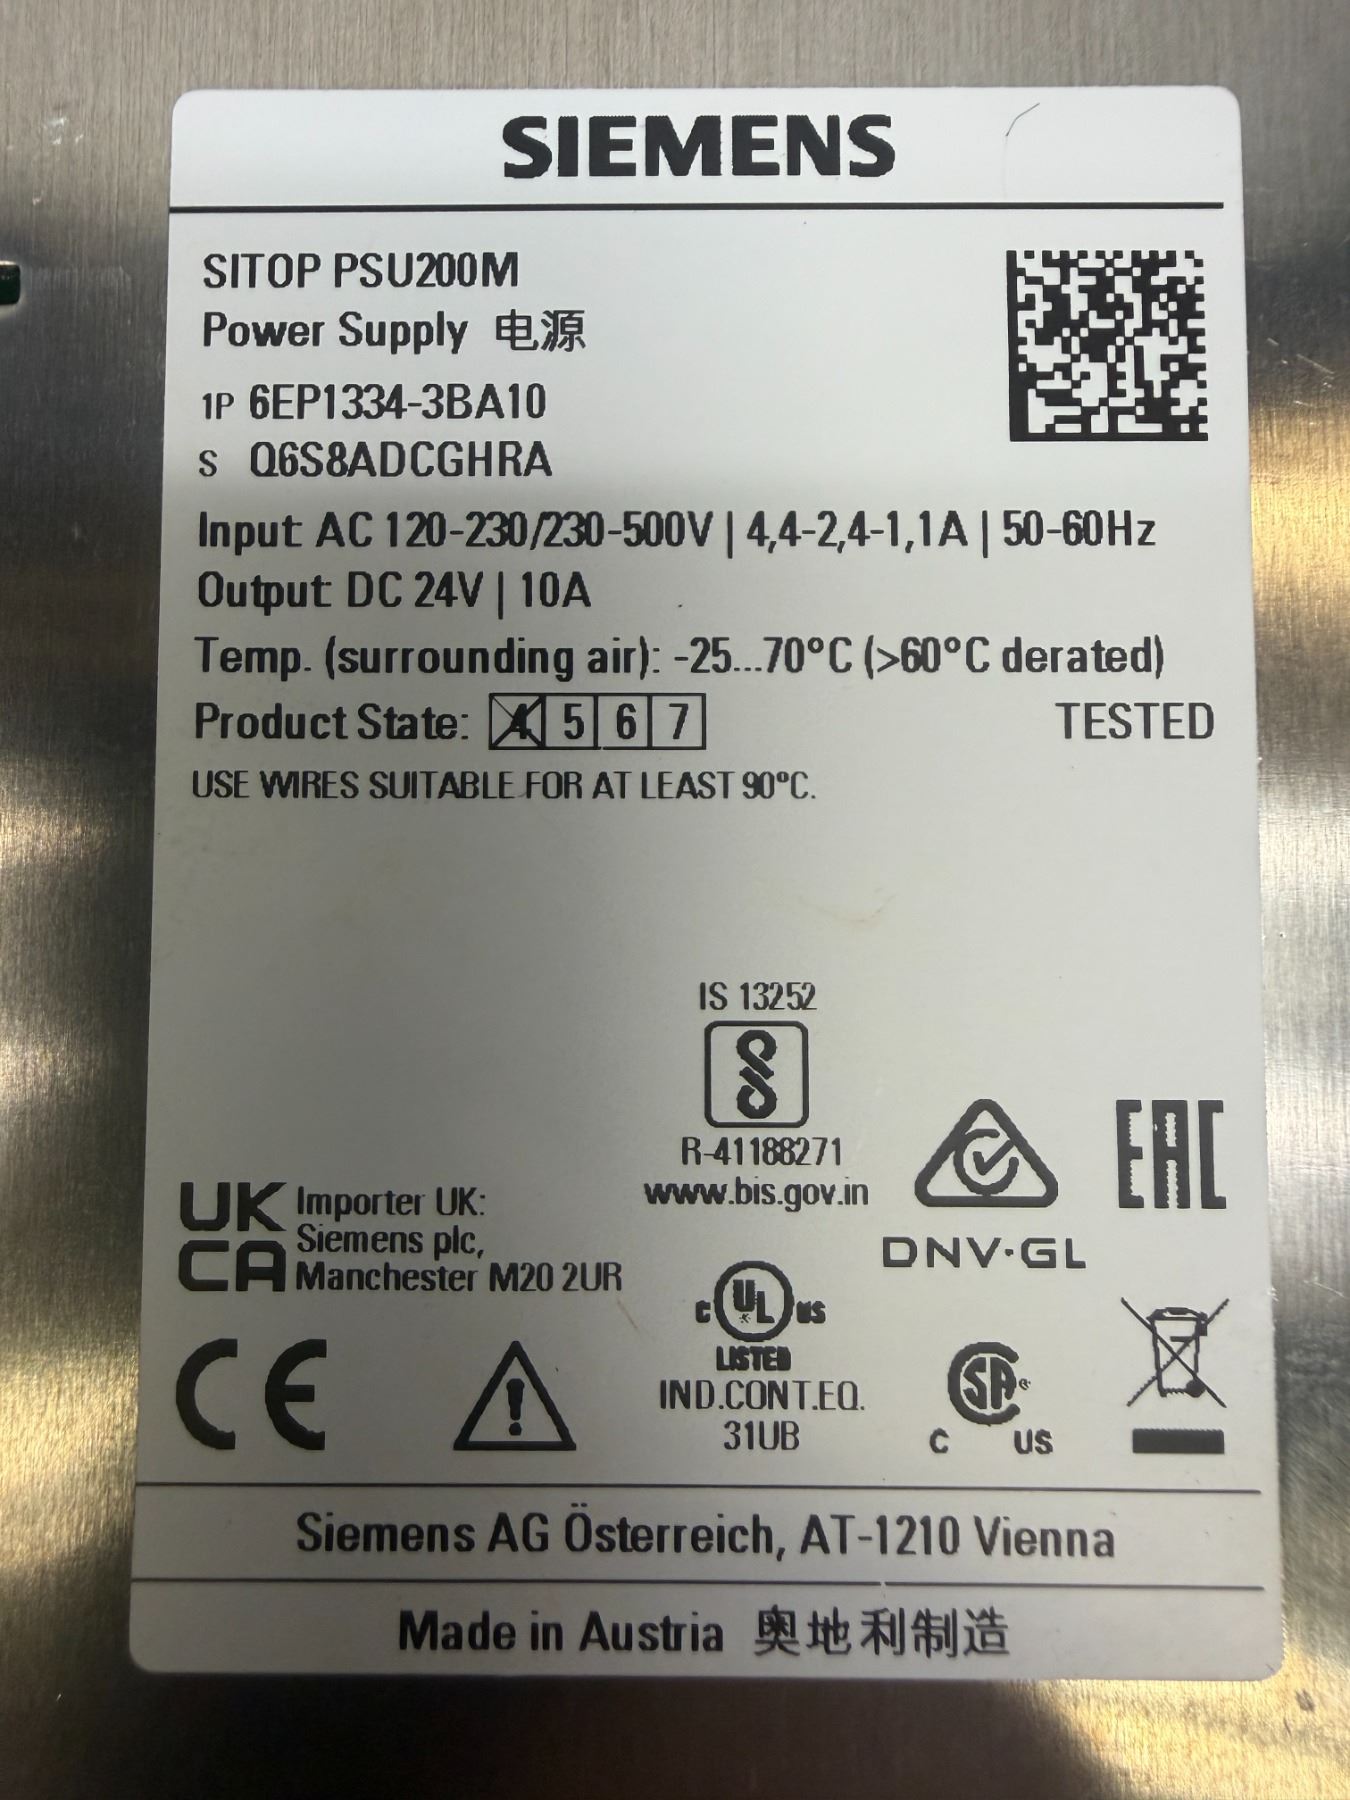 SIEMENS
SITOP PSU200M
Power Supply 电源
1P 6EP1334-3BA10
S Q6S8ADCGHRA
Input: AC 120-230/230-500V | 4,4-2,4-1,1A | 50-60Hz
Output: DC 24V | 10A
Temp. (surrounding air): -25...70°C (>60°C derated)
Product State: 4 5 6 7 TESTED
USE WIRES SUITABLE FOR AT LEAST 90°C.
IS 13252
R-41188271
www.bis.gov.in
EAC
UK
CA
Importer UK:
Siemens plc,
Manchester M20 2UR
DNV·GL
C UL US
LISTED
IND.CONT.EQ.
31UB
CE
SA®
C US
Siemens AG Österreich, AT-1210 Vienna
Made in Austria 奥地利制造